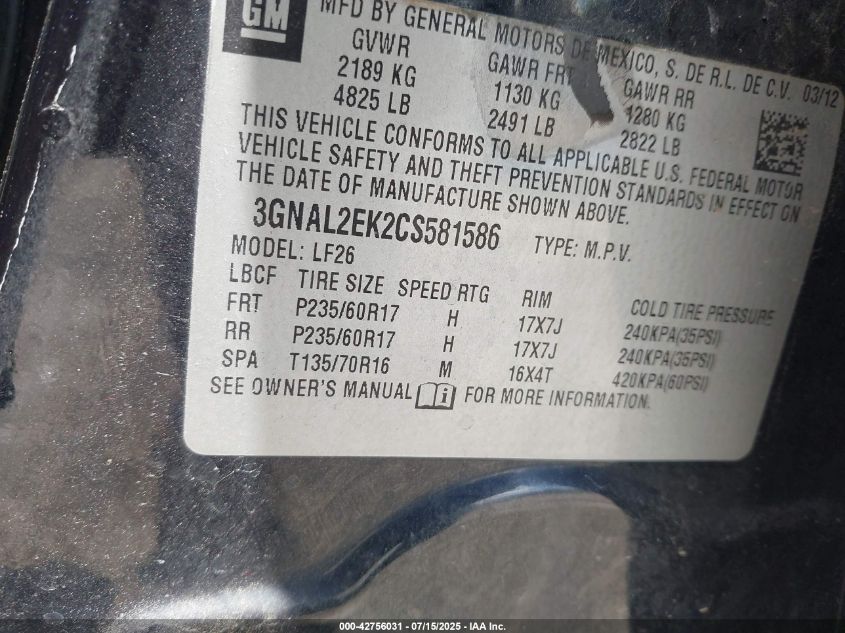 GM
MFD BY GENERAL MOTORS DE MEXICO, S. DE R.L. DE C.V. 03/12
GVWR GAWR FRT GAWR RR
2189 KG 1130 KG 1280 KG
4825 LB 2491 LB 2822 LB
THIS VEHICLE CONFORMS TO ALL APPLICABLE U.S. FEDERAL MOTOR
VEHICLE SAFETY AND THEFT PREVENTION STANDARDS IN EFFECT ON
THE DATE OF MANUFACTURE SHOWN ABOVE.
3GNAL2EK2CS581586 TYPE: M.P.V.
MODEL: LF26
LBCF TIRE SIZE SPEED RTG RIM COLD TIRE PRESSURE
FRT P235/60R17 H 17X7J 240KPA(35PSI)
RR P235/60R17 H 17X7J 240KPA(35PSI)
SPA T135/70R16 M 16X4T 420KPA(60PSI)
SEE OWNER'S MANUAL i FOR MORE INFORMATION.
000-42756031 - 07/15/2025 - IAA Inc.